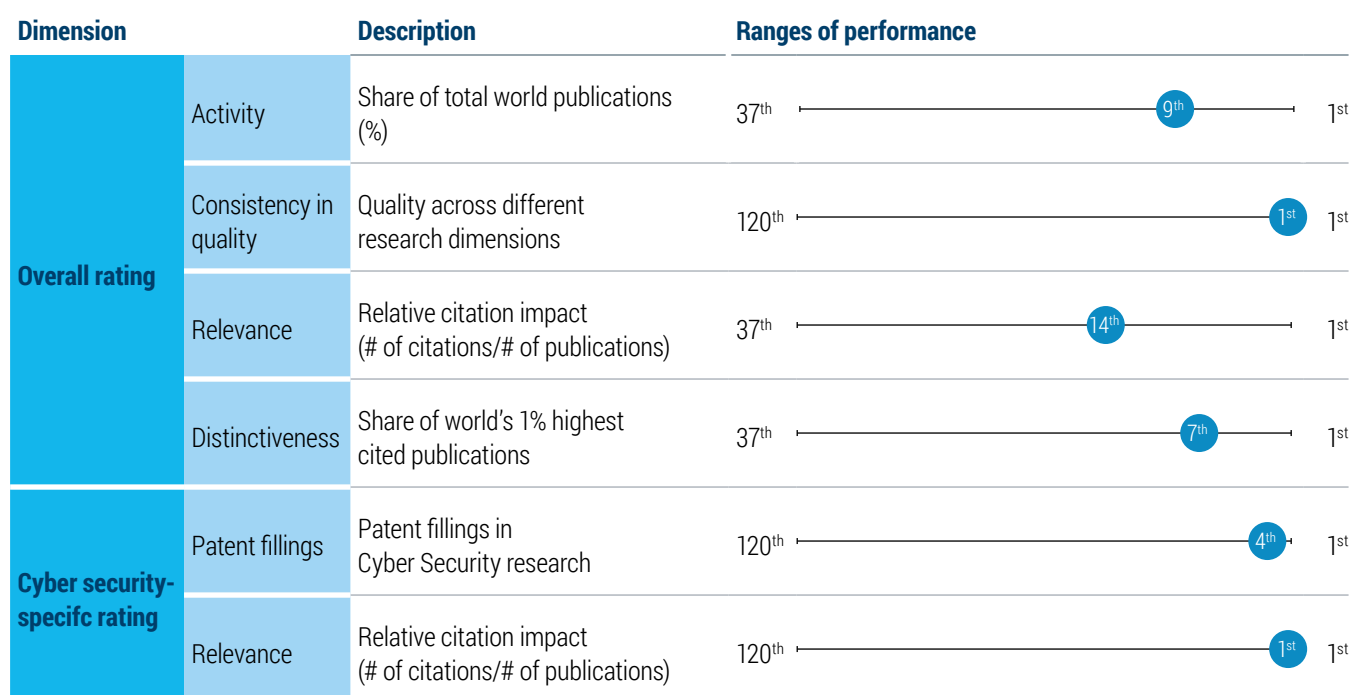 Dimension Description Ranges of performance
Overall rating
Activity
Share of total world publications
(%)
37th 9th 1st
Consistency in
quality
Quality across different
research dimensions
120th 1st 1st
Relevance
Relative citation impact
(# of citations/# of publications)
37th 14th 1st
Distinctiveness
Share of world's 1% highest
cited publications
37th 7th 1st
Cyber security-
specifc rating
Patent fillings
Patent fillings in
Cyber Security research
120th 4th 1st
Relevance
Relative citation impact
(# of citations/# of publications)
120th 1st 1st